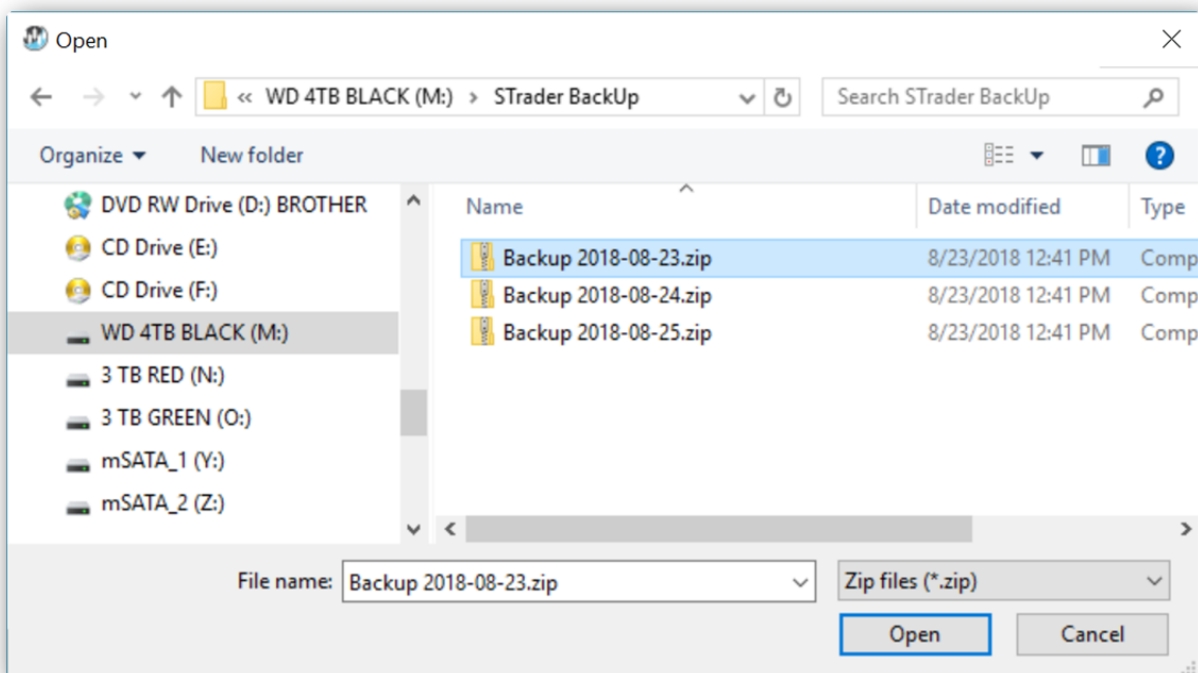 Open
« WD 4TB BLACK (M:) › STrader BackUp
Search STrader BackUp
Organize
New folder
DVD RW Drive (D:) BROTHER
CD Drive (E:)
CD Drive (F:)
WD 4TB BLACK (M:)
3 TB RED (N:)
3 TB GREEN (O:)
mSATA_1 (Y:)
mSATA_2 (Z:)
Name Date modified Type
Backup 2018-08-23.zip 8/23/2018 12:41 PM Comp
Backup 2018-08-24.zip 8/23/2018 12:41 PM Comp
Backup 2018-08-25.zip 8/23/2018 12:41 PM Comp
File name: Backup 2018-08-23.zip
Zip files (*.zip)
Open
Cancel